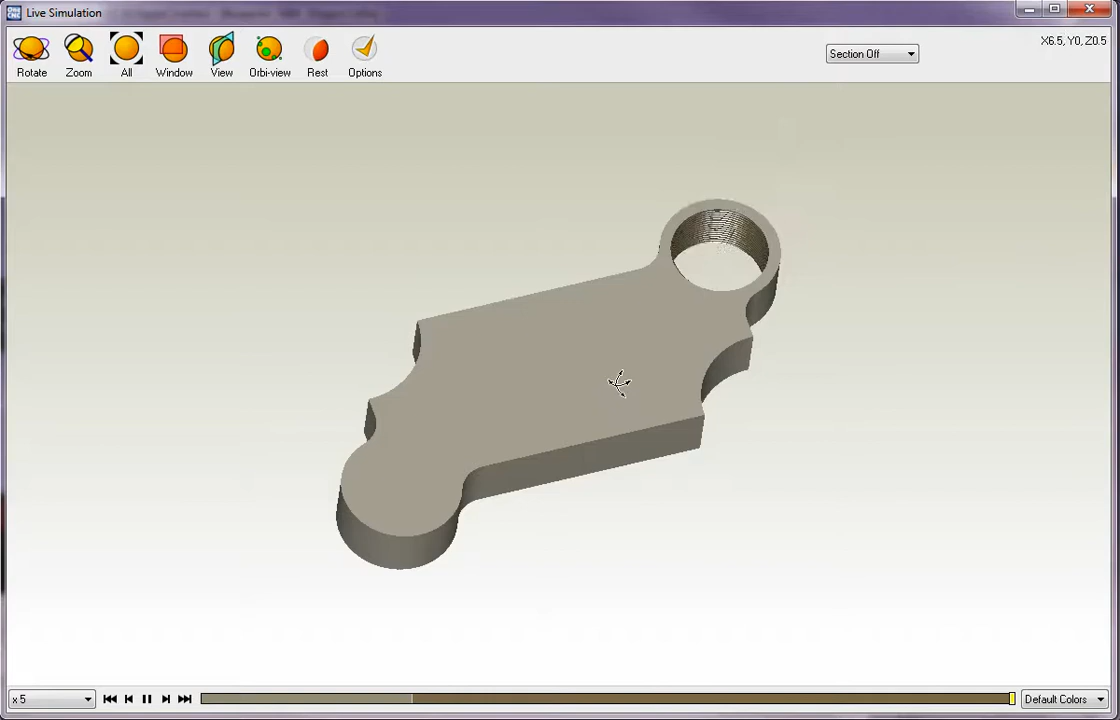 Live Simulation
Rotate
Zoom
All
Window
View
Orbi-view
Rest
Options
Section Off
X6.5, Y0, Z0.5
x 5
Default Colors